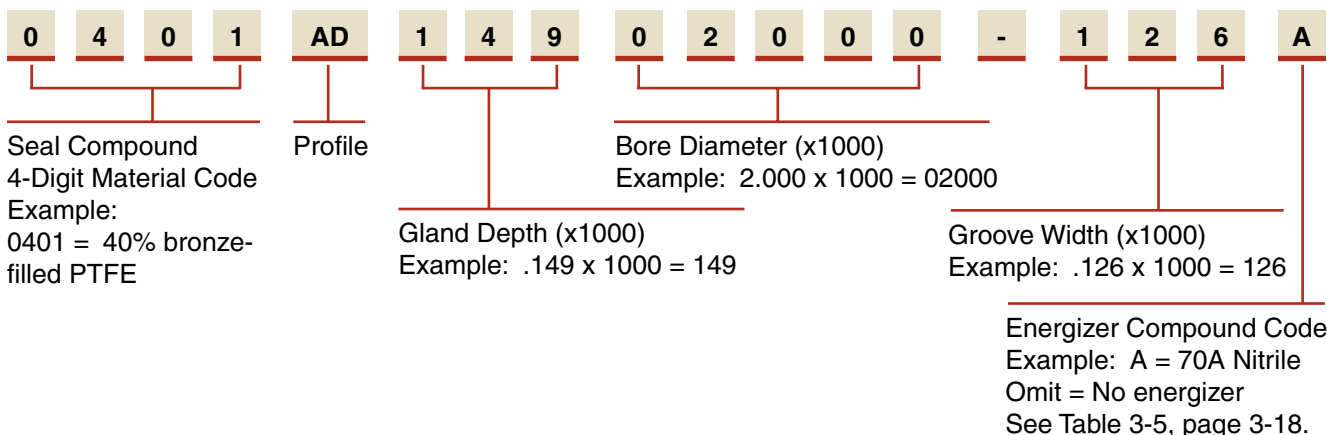 0 4 0 1 AD 1 4 9 0 2 0 0 0 - 1 2 6 A
Seal Compound
4-Digit Material Code
Example:
0401 = 40% bronze-
filled PTFE
Profile
Gland Depth (x1000)
Example: .149 x 1000 = 149
Bore Diameter (x1000)
Example: 2.000 x 1000 = 02000
Groove Width (x1000)
Example: .126 x 1000 = 126
Energizer Compound Code
Example: A = 70A Nitrile
Omit = No energizer
See Table 3-5, page 3-18.